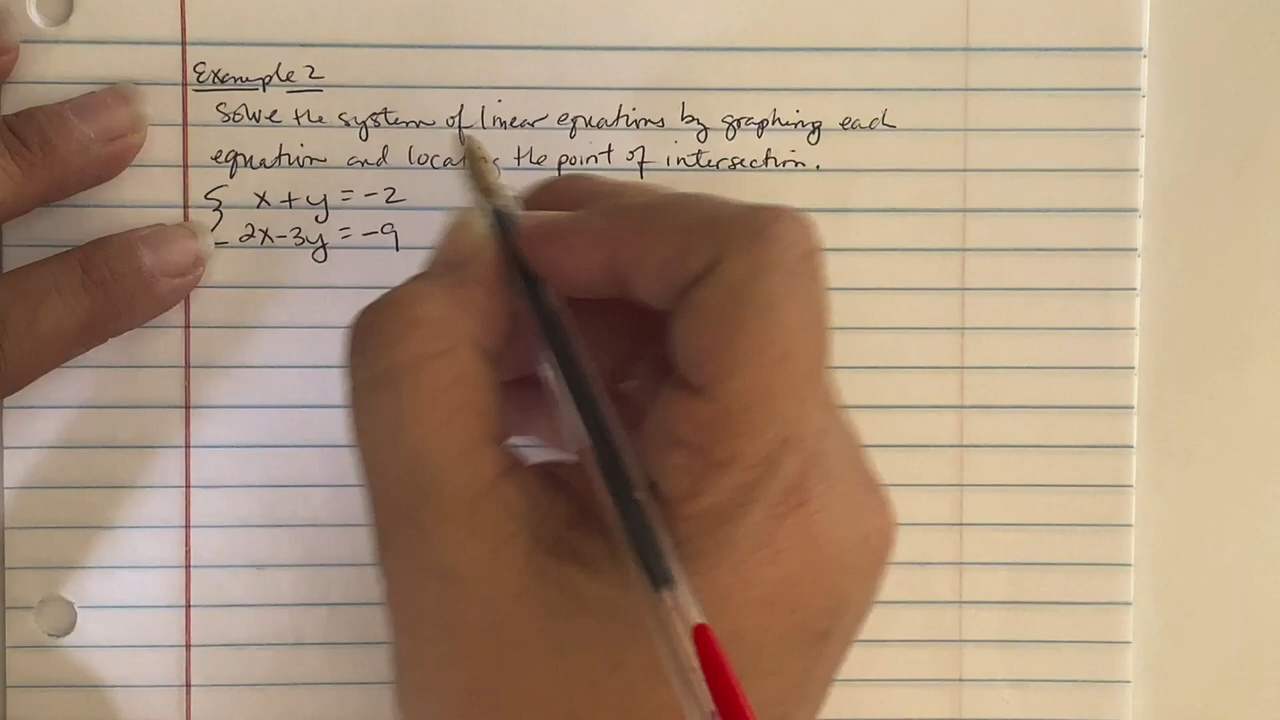 Example 2
Solve the system of linear equations by graphing each
equation and the point of intersection.
x+y=-2
2x-3y=-9